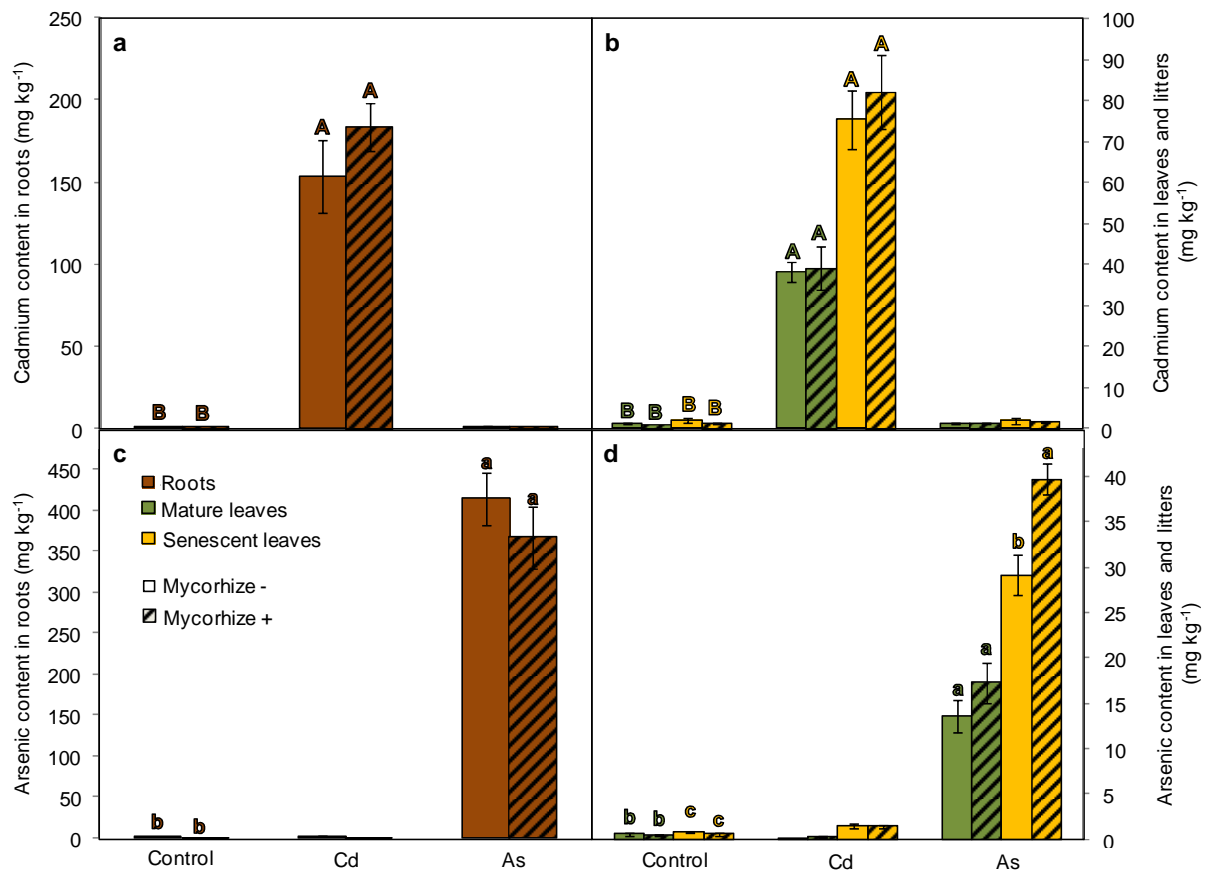 250
200
150
100
50
0
Cadmium content in roots (mg kg-1)
a
A
A
B
B
b
A
A
A
A
B
B
B
B
100
90
80
70
60
50
40
30
20
10
0
Cadmium content in leaves and litters
(mg kg-1)
450
400
350
300
250
200
150
100
50
0
Arsenic content in roots (mg kg-1)
c
Roots
Mature leaves
Senescent leaves
Mycorhize -
Mycorhize +
a
a
b
b
d
a
b
a
a
b
b
c
c
40
35
30
25
20
15
10
5
0
Arsenic content in leaves and litters
(mg kg-1)
Control
Cd
As
Control
Cd
As